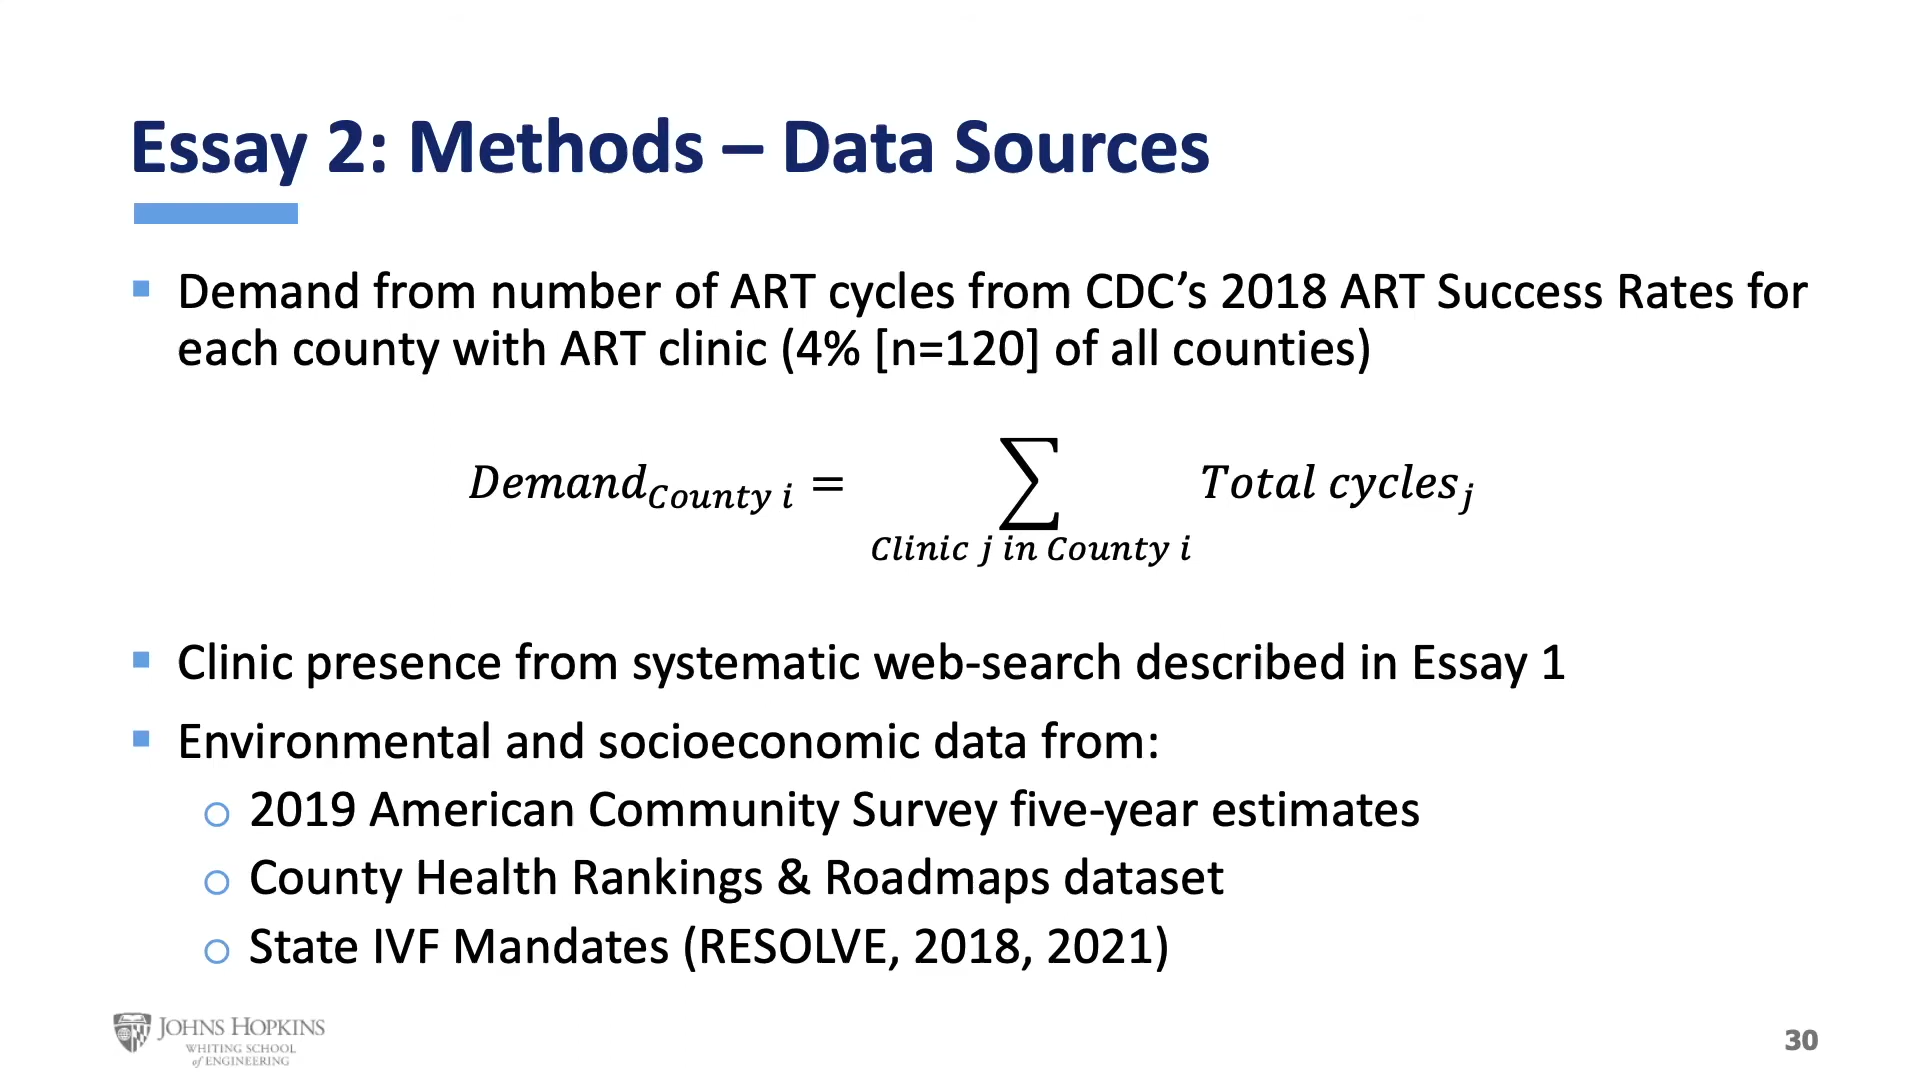 Essay 2: Methods – Data Sources
▪ Demand from number of ART cycles from CDC’s 2018 ART Success Rates for
each county with ART clinic (4% [n=120] of all counties)
Demand_{County i} = ∑_{Clinic j in County i} Total cycles_j
▪ Clinic presence from systematic web-search described in Essay 1
▪ Environmental and socioeconomic data from:
o 2019 American Community Survey five-year estimates
o County Health Rankings & Roadmaps dataset
o State IVF Mandates (RESOLVE, 2018, 2021)
JOHNS HOPKINS
WHITING SCHOOL
of ENGINEERING
30